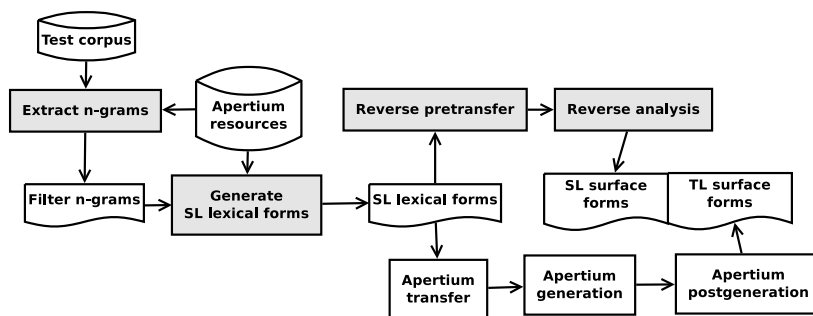 Test corpus
Extract n-grams
Apertium
resources
Reverse pretransfer
Reverse analysis
Filter n-grams
Generate
SL lexical forms
SL lexical forms
SL surface
forms
TL surface
forms
Apertium
transfer
Apertium
generation
Apertium
postgeneration